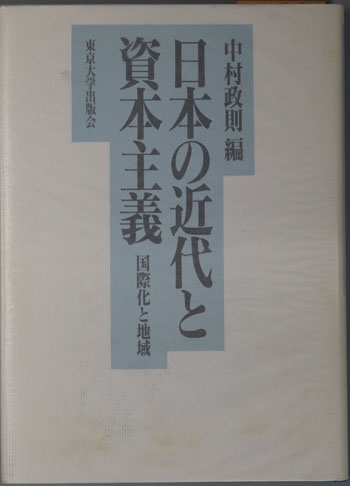 中村政則編
日本の近代と
資本主義
国際化と地域
東京大学出版会